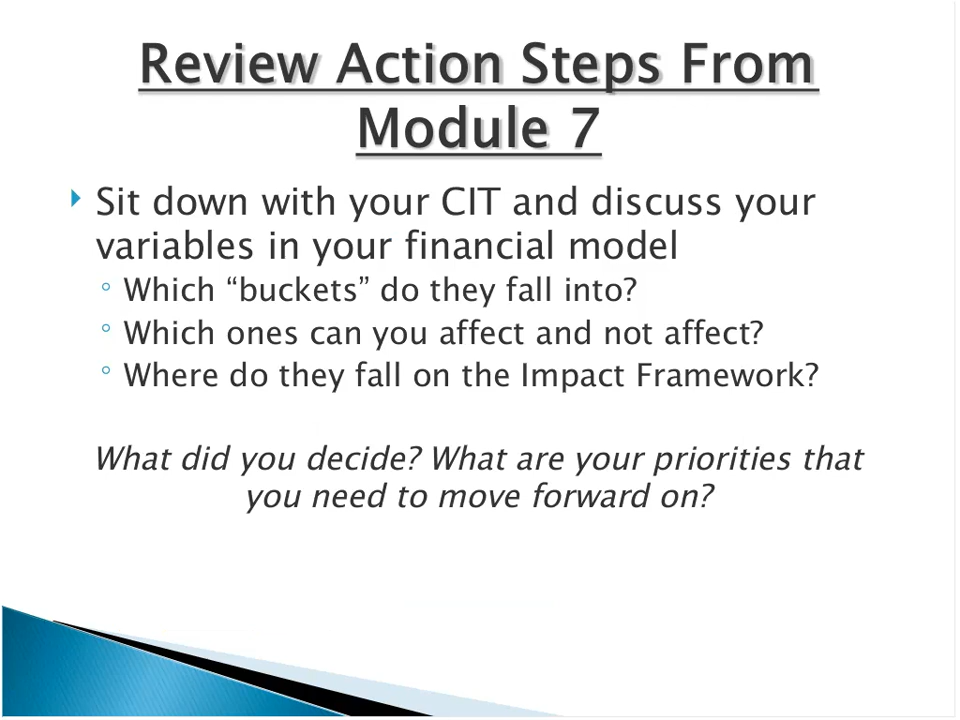 Review Action Steps From
Module 7
Sit down with your CIT and discuss your
variables in your financial model
Which “buckets” do they fall into?
Which ones can you affect and not affect?
Where do they fall on the Impact Framework?
What did you decide? What are your priorities that
you need to move forward on?